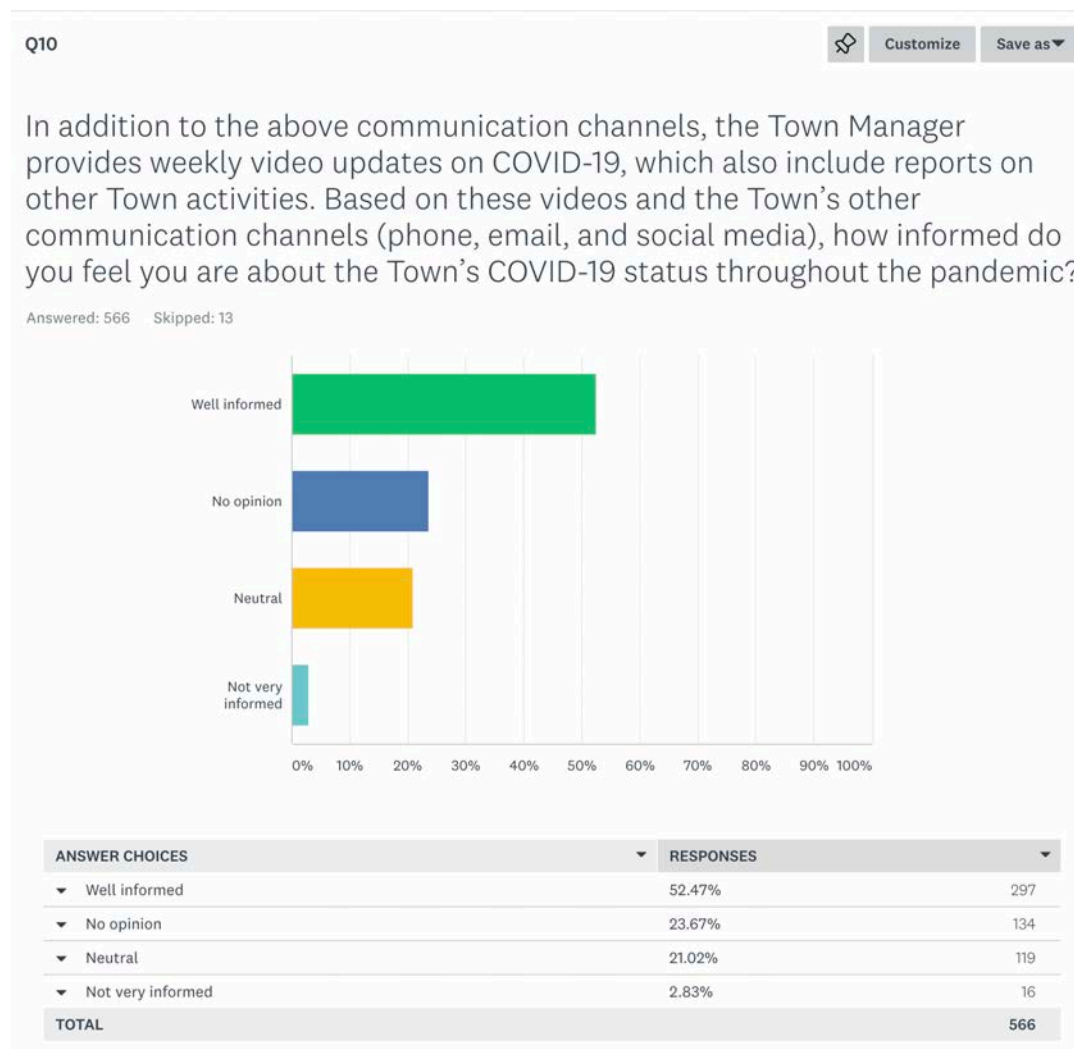 Q10
Customize
Save as
In addition to the above communication channels, the Town Manager
provides weekly video updates on COVID-19, which also include reports on
other Town activities. Based on these videos and the Town’s other
communication channels (phone, email, and social media), how informed do
you feel you are about the Town’s COVID-19 status throughout the pandemic?
Answered: 566 Skipped: 13
Well informed
No opinion
Neutral
Not very
informed
0% 10% 20% 30% 40% 50% 60% 70% 80% 90% 100%
ANSWER CHOICES RESPONSES
Well informed 52.47% 297
No opinion 23.67% 134
Neutral 21.02% 119
Not very informed 2.83% 16
TOTAL 566